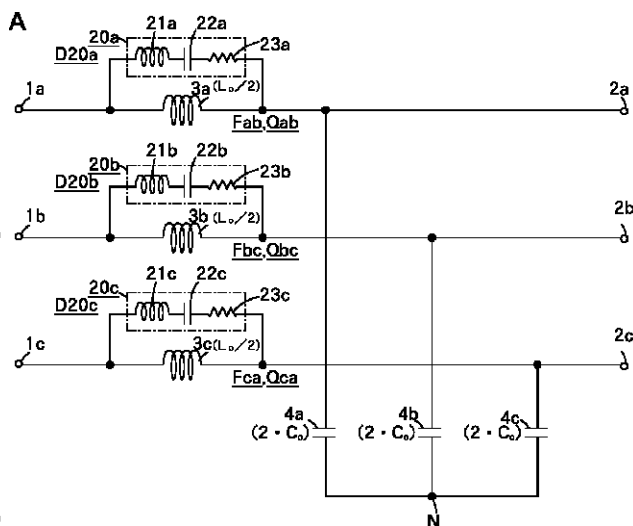 A
20a 21a 22a
D20a 23a
1a 3a(L₀/2) 2a
Fab,Qab
20b 21b 22b
D20b 23b
1b 3b(L₀/2) 2b
Fbc,Qbc
20c 21c 22c
D20c 23c
1c 3c(L₀/2) 2c
Fca,Qca
4a 4b 4c
(2・C₀) (2・C₀) (2・C₀)
N